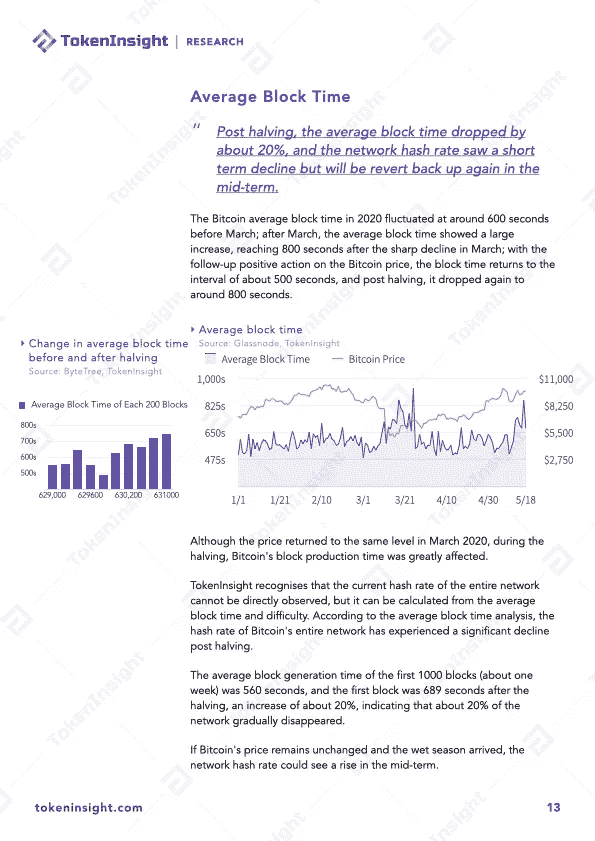 TokenInsight | RESEARCH
Average Block Time
" Post halving, the average block time dropped by
about 20%, and the network hash rate saw a short
term decline but will be revert back up again in the
mid-term.
The Bitcoin average block time in 2020 fluctuated at around 600 seconds
before March; after March, the average block time showed a large
increase, reaching 800 seconds after the sharp decline in March; with the
follow-up positive action on the Bitcoin price, the block time returns to the
interval of about 500 seconds, and post halving, it dropped again to
around 800 seconds.
Change in average block time
before and after halving
Source: ByteTree, TokenInsight
Average Block Time of Each 200 Blocks
800s
700s
600s
500s
629,000 629600 630,200 631000
Average block time
Source: Glassnode, TokenInsight
Average Block Time Bitcoin Price
1,000s $11,000
825s $8,250
650s $5,500
475s $2,750
1/1 1/21 2/10 3/1 3/21 4/10 4/30 5/18
Although the price returned to the same level in March 2020, during the
halving, Bitcoin's block production time was greatly affected.
TokenInsight recognises that the current hash rate of the entire network
cannot be directly observed, but it can be calculated from the average
block time and difficulty. According to the average block time analysis, the
hash rate of Bitcoin's entire network has experienced a significant decline
post halving.
The average block generation time of the first 1000 blocks (about one
week) was 560 seconds, and the first block was 689 seconds after the
halving, an increase of about 20%, indicating that about 20% of the
network gradually disappeared.
If Bitcoin's price remains unchanged and the wet season arrived, the
network hash rate could see a rise in the mid-term.
tokeninsight.com 13